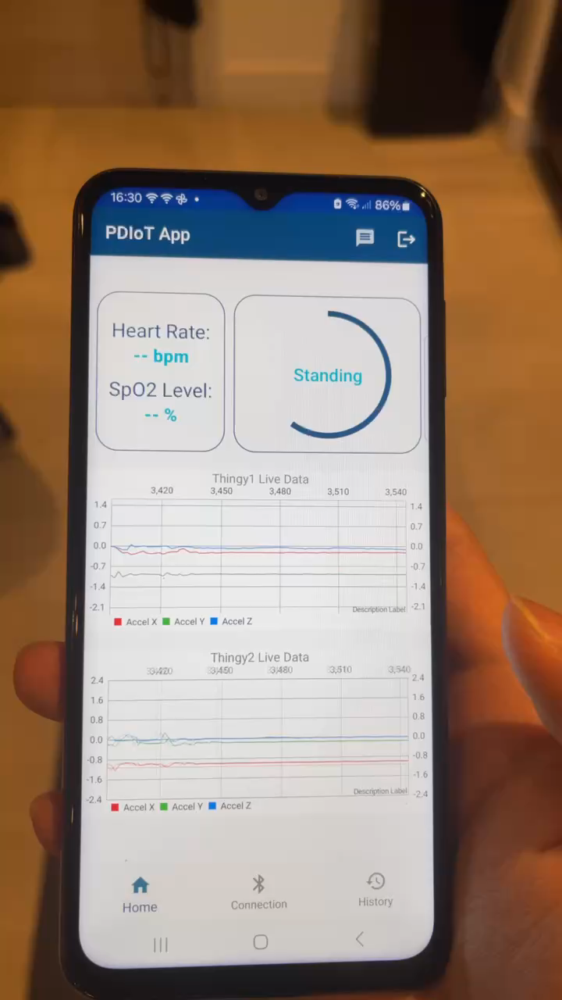 16:30 86%
PDIoT App
Heart Rate:
-- bpm
SpO2 Level:
-- %
Standing
Thingy1 Live Data
3,420 3,450 3,480 3,510 3,540
1.4 1.4
0.7 0.7
0.0 0.0
-0.7 -0.7
-1.4 -1.4
-2.1 Description Label -2.1
Accel X Accel Y Accel Z
Thingy2 Live Data
3,450 3,480 3,510 3,540
2.4 2.4
1.6 1.6
0.8 0.8
0.0 0.0
-0.8 -0.8
-1.6 -1.6
-2.4 Description Label -2.4
Accel X Accel Y Accel Z
Home Connection History